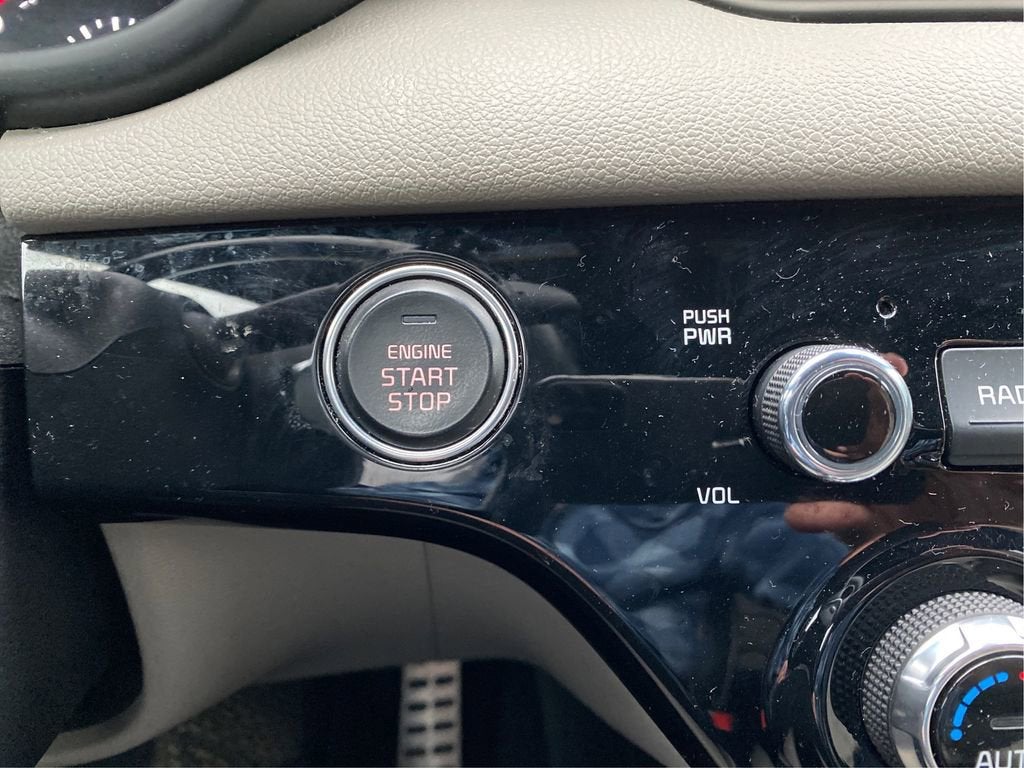 ENGINE
START
STOP
PUSH
PWR
VOL